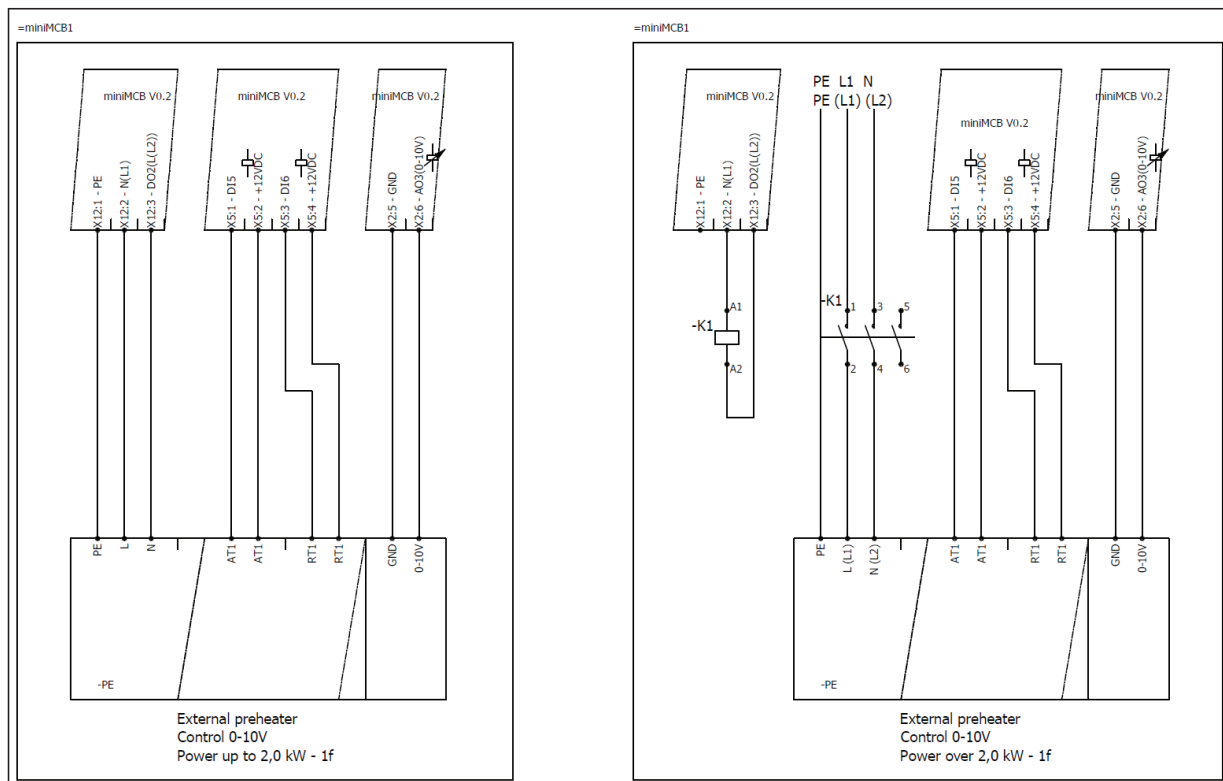 =miniMCB1
miniMCB V0.2
miniMCB V0.2
miniMCB V0.2
X12:1 - PE
X12:2 - N(L1)
X12:3 - DO2(L(L2))
X5:1 - DI5
X5:2 - +12VDC
X5:3 - DI6
X5:4 - +12VDC
X2:5 - GND
X2:6 - AO3(0-10V)
PE
L
N
AT1
AT1
RT1
RT1
GND
0-10V
-PE
External preheater
Control 0-10V
Power up to 2,0 kW - 1f
=miniMCB1
miniMCB V0.2
PE L1 N
PE (L1) (L2)
miniMCB V0.2
miniMCB V0.2
X12:1 - PE
X12:2 - N(L1)
X12:3 - DO2(L(L2))
X5:1 - DI5
X5:2 - +12VDC
X5:3 - DI6
X5:4 - +12VDC
X2:5 - GND
X2:6 - AO3(0-10V)
A1
-K1
A2
-K1
1
3
5
2
4
6
PE
L (L1)
N (L2)
AT1
AT1
RT1
RT1
GND
0-10V
-PE
External preheater
Control 0-10V
Power over 2,0 kW - 1f